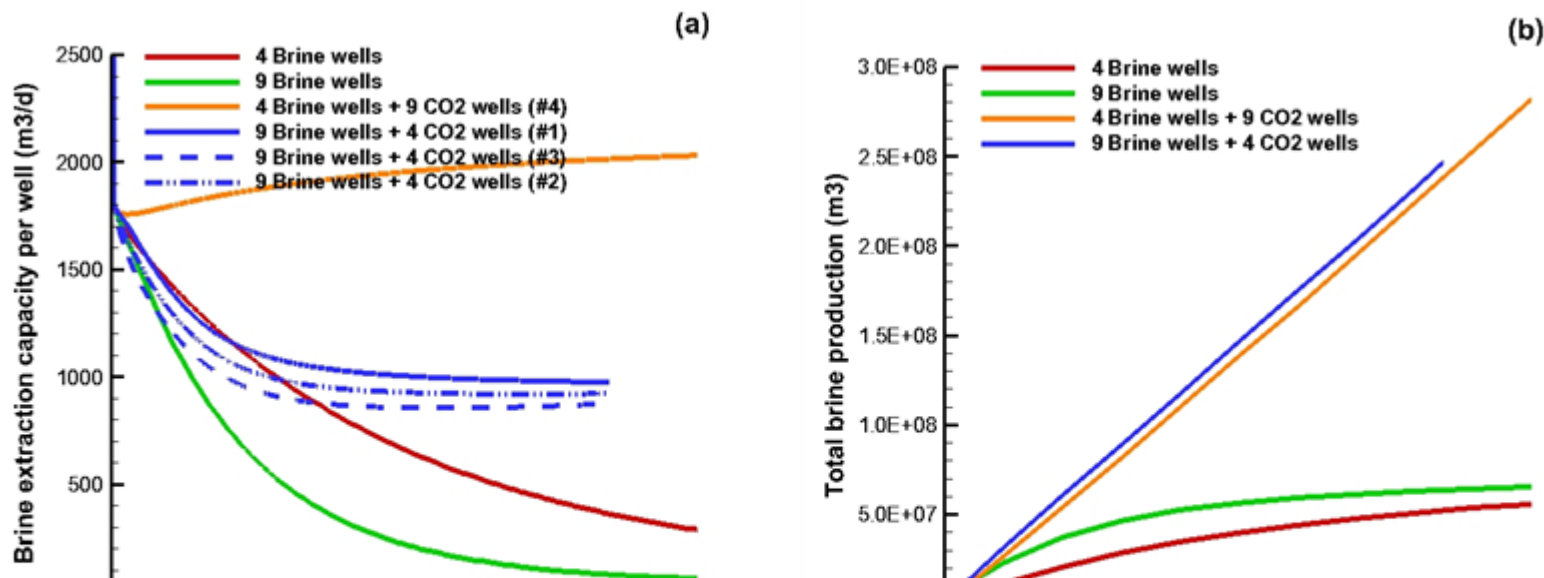 (a)
2500
4 Brine wells
9 Brine wells
4 Brine wells + 9 CO2 wells (#4)
9 Brine wells + 4 CO2 wells (#1)
9 Brine wells + 4 CO2 wells (#3)
9 Brine wells + 4 CO2 wells (#2)
2000
1500
1000
500
Brine extraction capacity per well (m3/d)
(b)
3.0E+08
4 Brine wells
9 Brine wells
4 Brine wells + 9 CO2 wells
9 Brine wells + 4 CO2 wells
2.5E+08
2.0E+08
1.5E+08
1.0E+08
5.0E+07
Total brine production (m3)